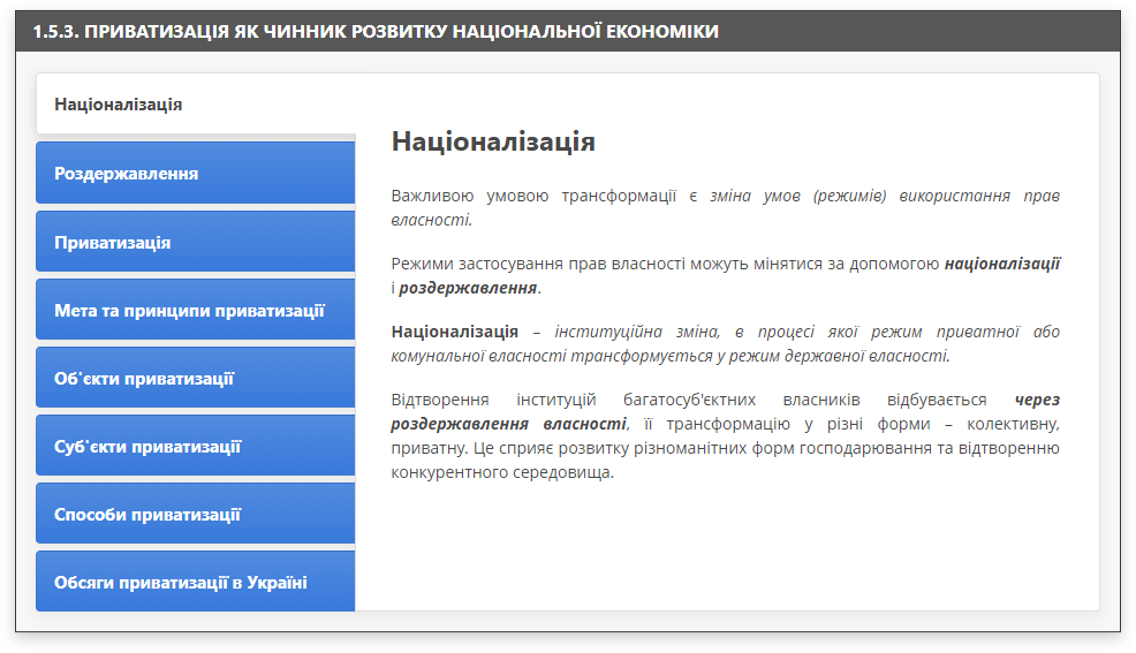 1.5.3. ПРИВАТИЗАЦІЯ ЯК ЧИННИК РОЗВИТКУ НАЦІОНАЛЬНОЇ ЕКОНОМІКИ
Націоналізація
Роздержавлення
Приватизація
Мета та принципи приватизації
Об'єкти приватизації
Суб'єкти приватизації
Способи приватизації
Обсяги приватизації в Україні
Націоналізація
Важливою умовою трансформації є зміна умов (режимів) використання прав
власності.
Режими застосування прав власності можуть мінятися за допомогою націоналізації
і роздержавлення.
Націоналізація – інституційна зміна, в процесі якої режим приватної або
комунальної власності трансформується у режим державної власності.
Відтворення інституцій багатосуб'єктних власників відбувається через
роздержавлення власності, її трансформацію у різні форми – колективну,
приватну. Це сприяє розвитку різноманітних форм господарювання та відтворенню
конкурентного середовища.